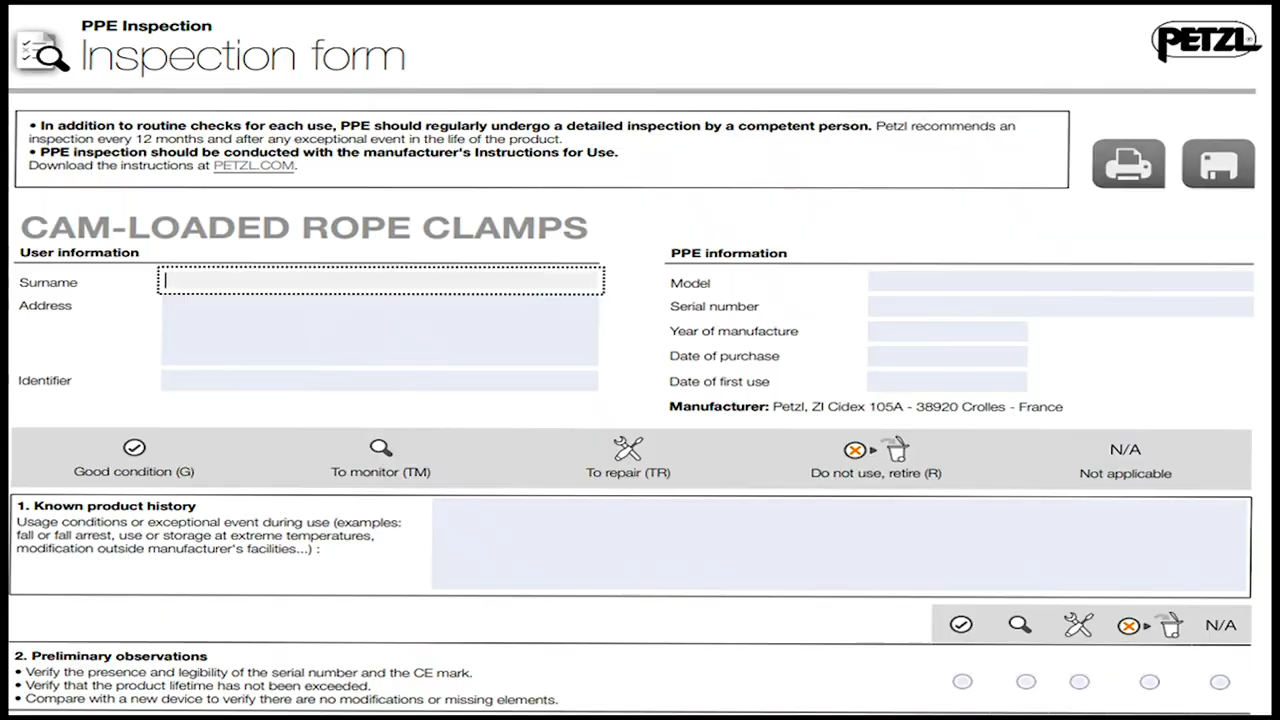 PPE Inspection
Inspection form
PETZL
• In addition to routine checks for each use, PPE should regularly undergo a detailed inspection by a competent person. Petzl recommends an
inspection every 12 months and after any exceptional event in the life of the product.
• PPE inspection should be conducted with the manufacturer's Instructions for Use.
Download the instructions at PETZL.COM.
CAM-LOADED ROPE CLAMPS
User information
Surname
Address
Identifier
PPE information
Model
Serial number
Year of manufacture
Date of purchase
Date of first use
Manufacturer: Petzl, ZI Cidex 105A - 38920 Crolles - France
Good condition (G)
To monitor (TM)
To repair (TR)
Do not use, retire (R)
N/A
Not applicable
1. Known product history
Usage conditions or exceptional event during use (examples:
fall or fall arrest, use or storage at extreme temperatures,
modification outside manufacturer's facilities...) :
N/A
2. Preliminary observations
• Verify the presence and legibility of the serial number and the CE mark.
• Verify that the product lifetime has not been exceeded.
• Compare with a new device to verify there are no modifications or missing elements.